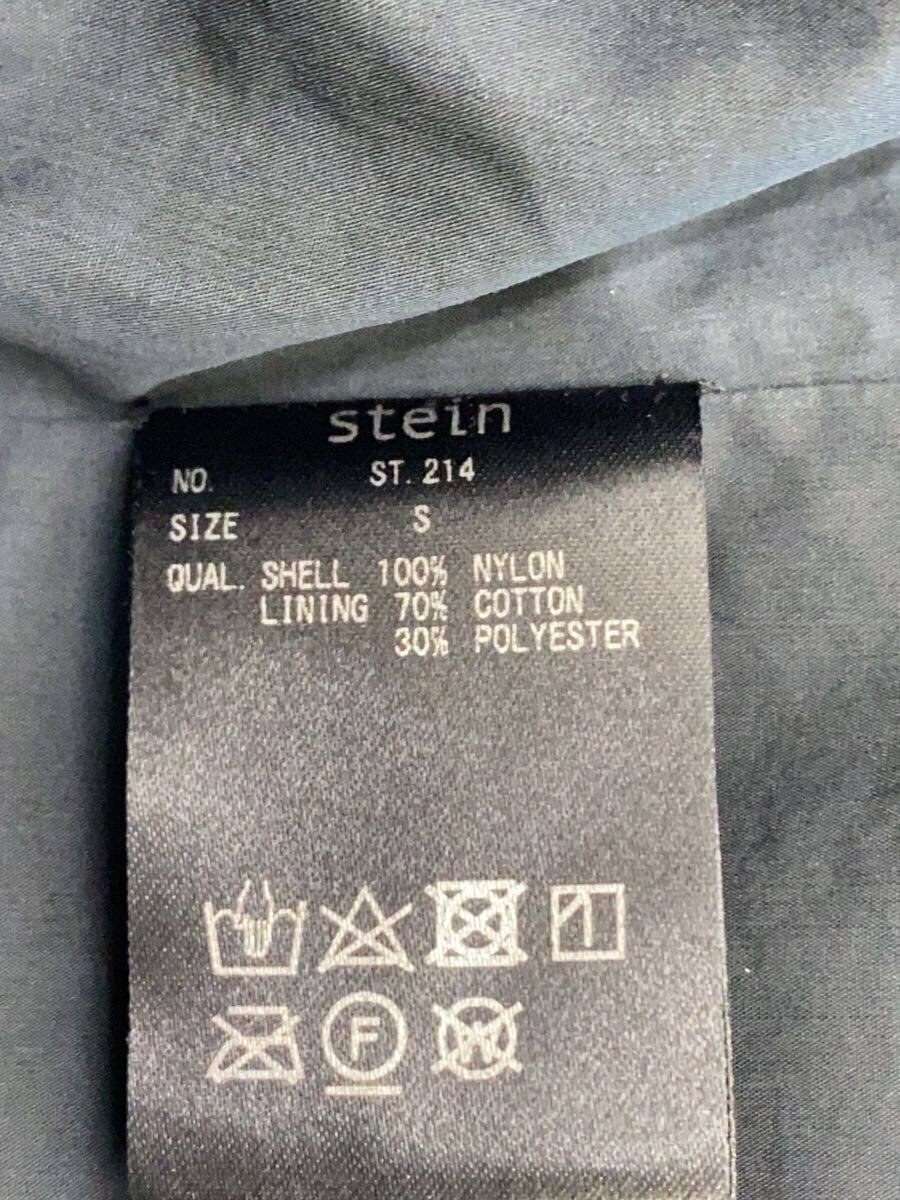 stein
NO. ST. 214
SIZE S
QUAL. SHELL 100% NYLON
LINING 70% COTTON
30% POLYESTER
F
W